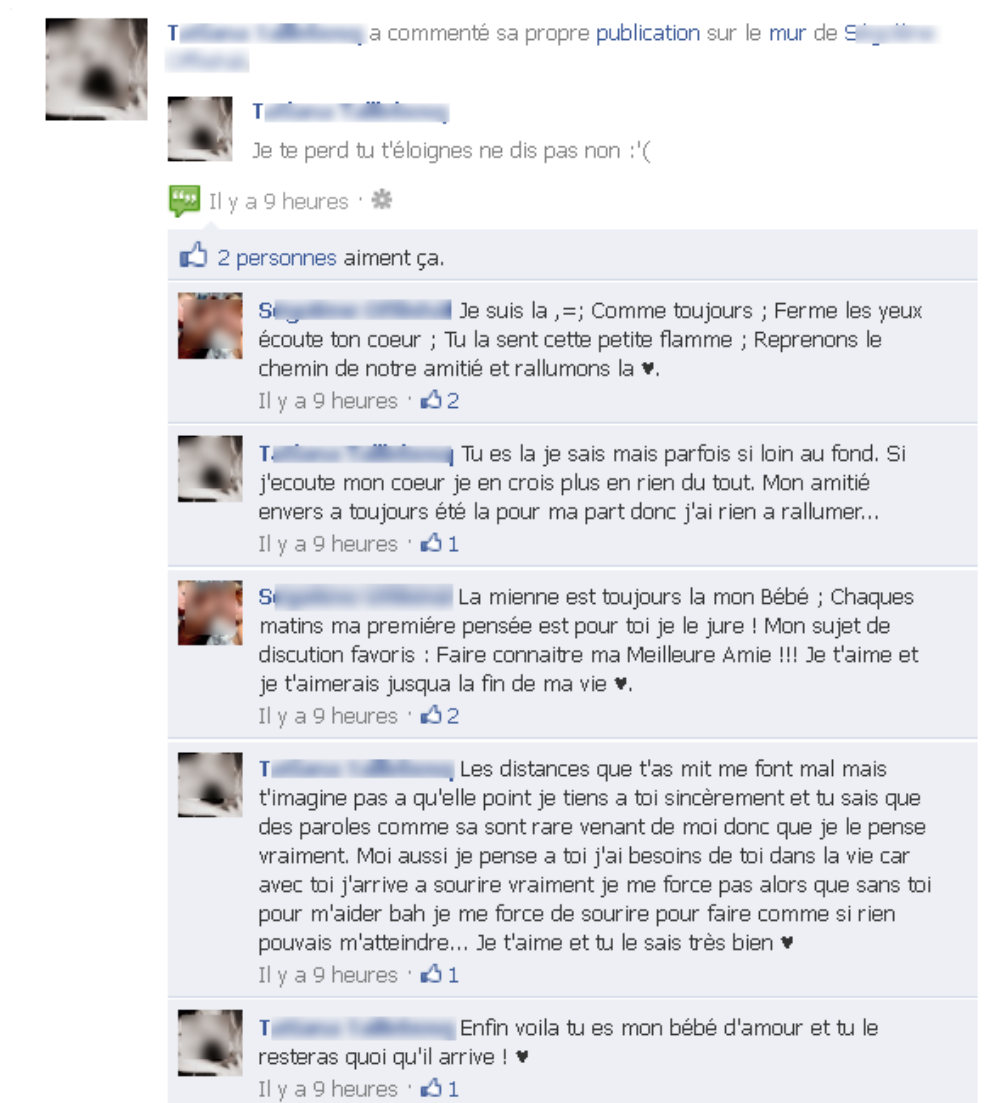 a commenté sa propre publication sur le mur de
Je te perd tu t'éloignes ne dis pas non :'(
Il y a 9 heures ·
2 personnes aiment ça.
Je suis la ,=; Comme toujours ; Ferme les yeux
écoute ton coeur ; Tu la sent cette petite flamme ; Reprenons le
chemin de notre amitié et rallumons la ♥.
Il y a 9 heures · 2
Tu es la je sais mais parfois si loin au fond. Si
j'ecoute mon coeur je en crois plus en rien du tout. Mon amitié
envers a toujours été la pour ma part donc j'ai rien a rallumer...
Il y a 9 heures · 1
La mienne est toujours la mon Bébé ; Chaques
matins ma premiére pensée est pour toi je le jure ! Mon sujet de
discution favoris : Faire connaitre ma Meilleure Amie !!! Je t'aime et
je t'aimerais jusqua la fin de ma vie ♥.
Il y a 9 heures · 2
Les distances que t'as mit me font mal mais
t'imagine pas a qu'elle point je tiens a toi sincèrement et tu sais que
des paroles comme sa sont rare venant de moi donc que je le pense
vraiment. Moi aussi je pense a toi j'ai besoins de toi dans la vie car
avec toi j'arrive a sourire vraiment je me force pas alors que sans toi
pour m'aider bah je me force de sourire pour faire comme si rien
pouvais m'atteindre... Je t'aime et tu le sais très bien ♥
Il y a 9 heures · 1
Enfin voila tu es mon bébé d'amour et tu le
resteras quoi qu'il arrive ! ♥
Il y a 9 heures · 1